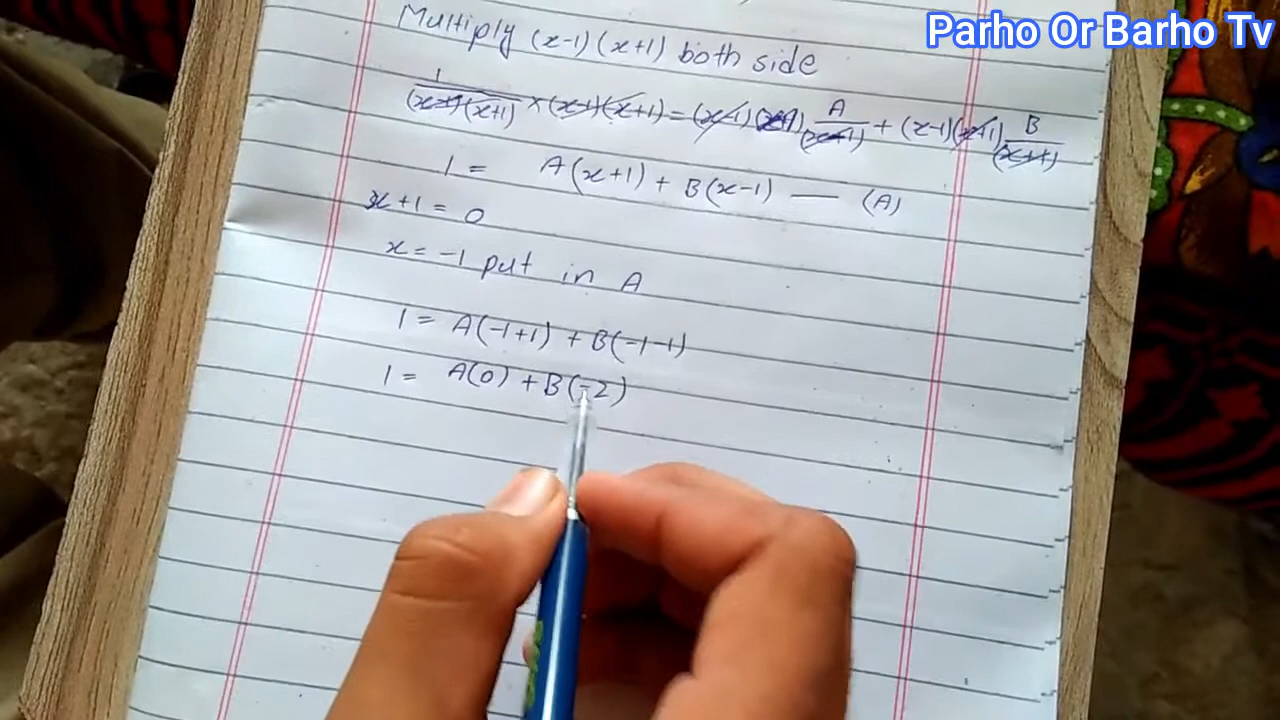 Parho Or Barho Tv
Multiply (x-1) (x+1) both side
1/(x-1)(x+1) × (x-1)(x+1) = (x-1)(x+1) A/(x-1) + (x-1)(x+1) B/(x+1)
1 = A(x+1) + B(x-1) — (A)
x+1 = 0
x = -1 put in A
1 = A(-1+1) + B(-1-1)
1 = A(0) + B(-2)